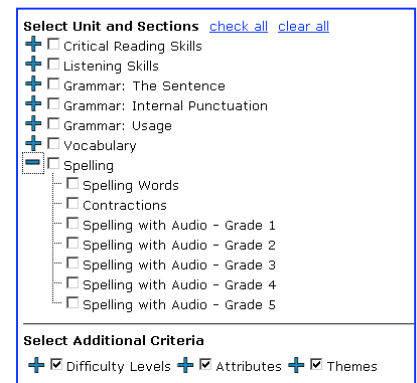 Select Unit and Sections check all clear all
Critical Reading Skills
Listening Skills
Grammar: The Sentence
Grammar: Internal Punctuation
Grammar: Usage
Vocabulary
Spelling
Spelling Words
Contractions
Spelling with Audio - Grade 1
Spelling with Audio - Grade 2
Spelling with Audio - Grade 3
Spelling with Audio - Grade 4
Spelling with Audio - Grade 5
Select Additional Criteria
Difficulty Levels Attributes Themes